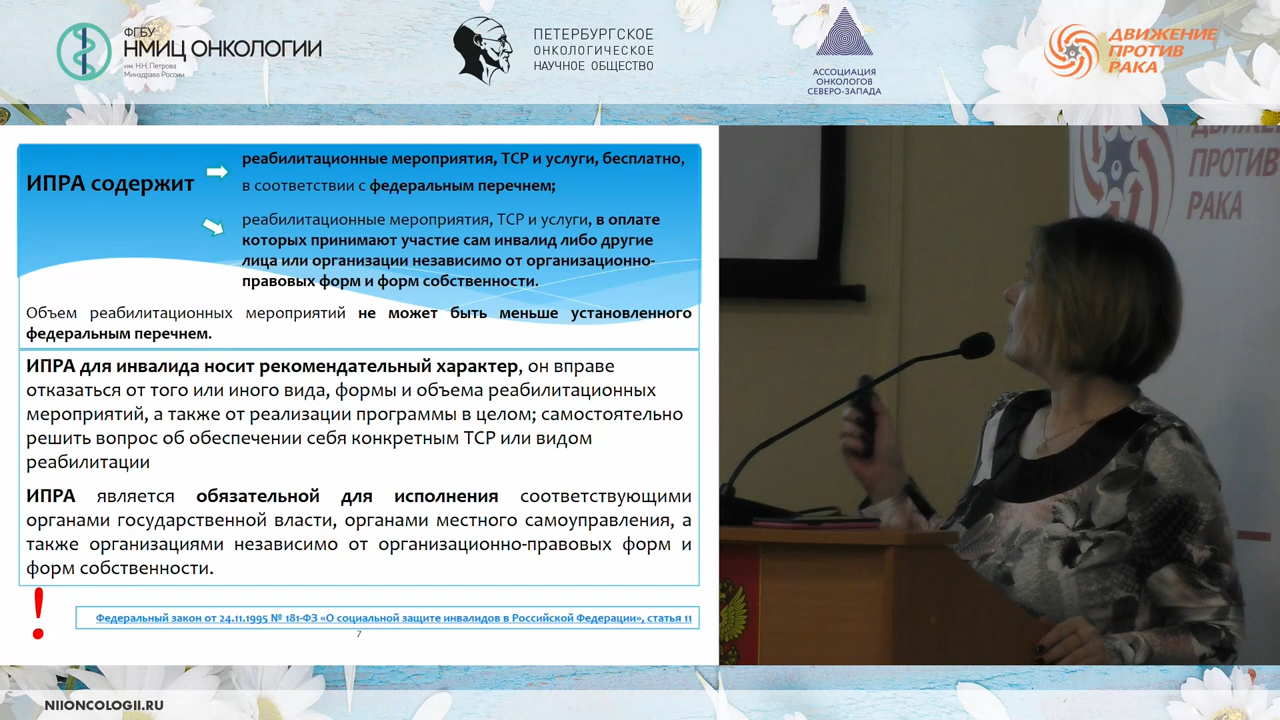 ФГБУ
НМИЦ ОНКОЛОГИИ
им. Н.Н. Петрова
Минздрава России
ПЕТЕРБУРГСКОЕ
ОНКОЛОГИЧЕСКОЕ
НАУЧНОЕ ОБЩЕСТВО
АССОЦИАЦИЯ
ОНКОЛОГОВ
СЕВЕРО-ЗАПАДА
ДВИЖЕНИЕ
ПРОТИВ
РАКА
ИПРА содержит
реабилитационные мероприятия, ТСР и услуги, бесплатно,
в соответствии с федеральным перечнем;
реабилитационные мероприятия, ТСР и услуги, в оплате
которых принимают участие сам инвалид либо другие
лица или организации независимо от организационно-
правовых форм и форм собственности.
Объем реабилитационных мероприятий не может быть меньше установленного
федеральным перечнем.
ИПРА для инвалида носит рекомендательный характер, он вправе
отказаться от того или иного вида, формы и объема реабилитационных
мероприятий, а также от реализации программы в целом; самостоятельно
решить вопрос об обеспечении себя конкретным ТСР или видом
реабилитации
ИПРА является обязательной для исполнения соответствующими
органами государственной власти, органами местного самоуправления, а
также организациями независимо от организационно-правовых форм и
форм собственности.
!
Федеральный закон от 24.11.1995 № 181-ФЗ «О социальной защите инвалидов в Российской Федерации», статья 11
7
ПРОТИВ
РАКА
NIIONCOLOGII.RU